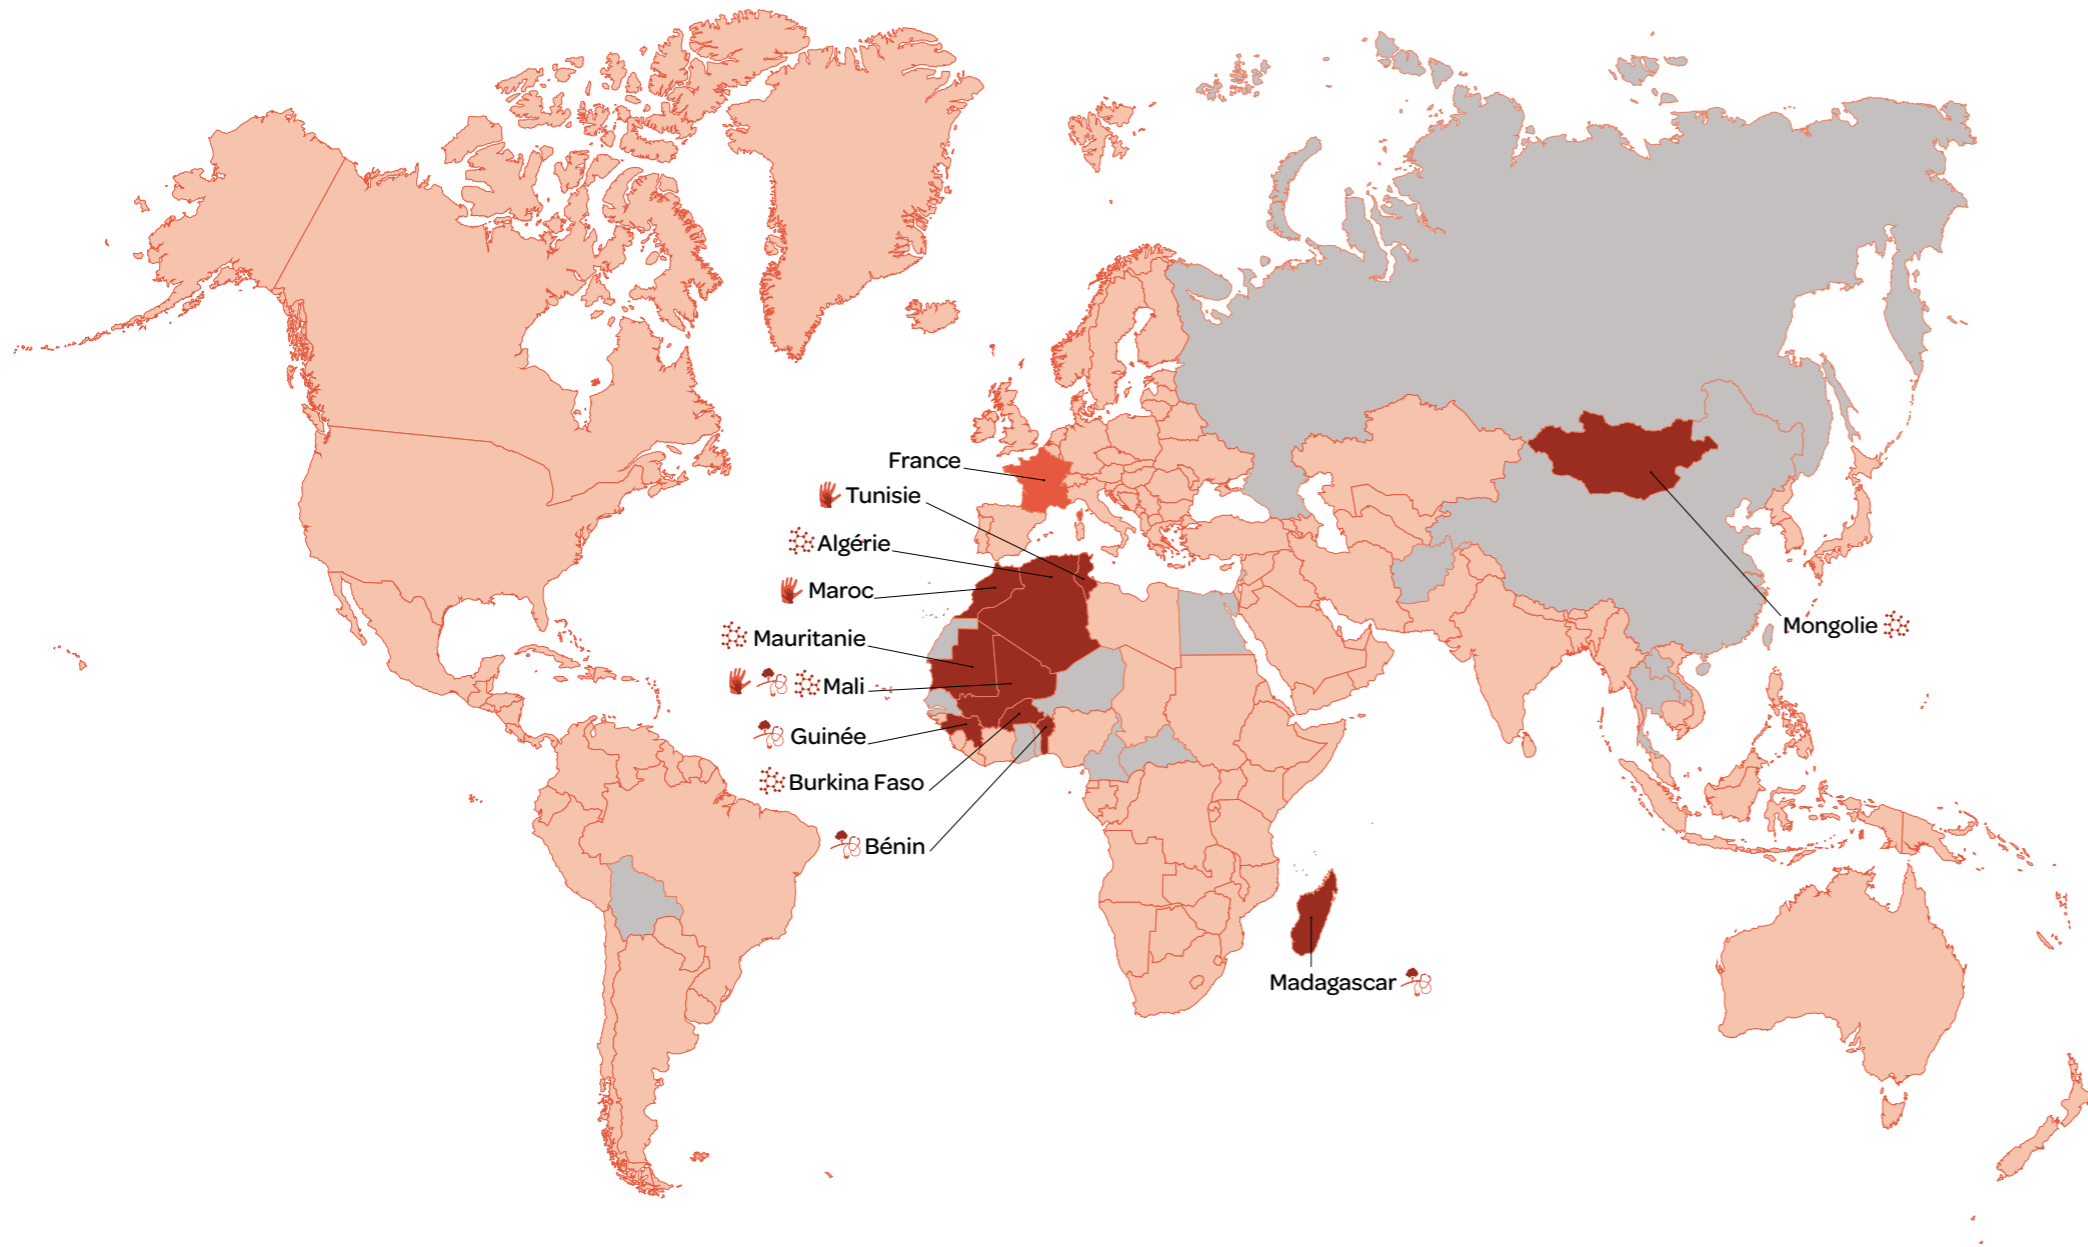 France
Tunisie
Algérie
Maroc
Mauritanie
Mali
Guinée
Burkina Faso
Bénin
Mongolie
Madagascar